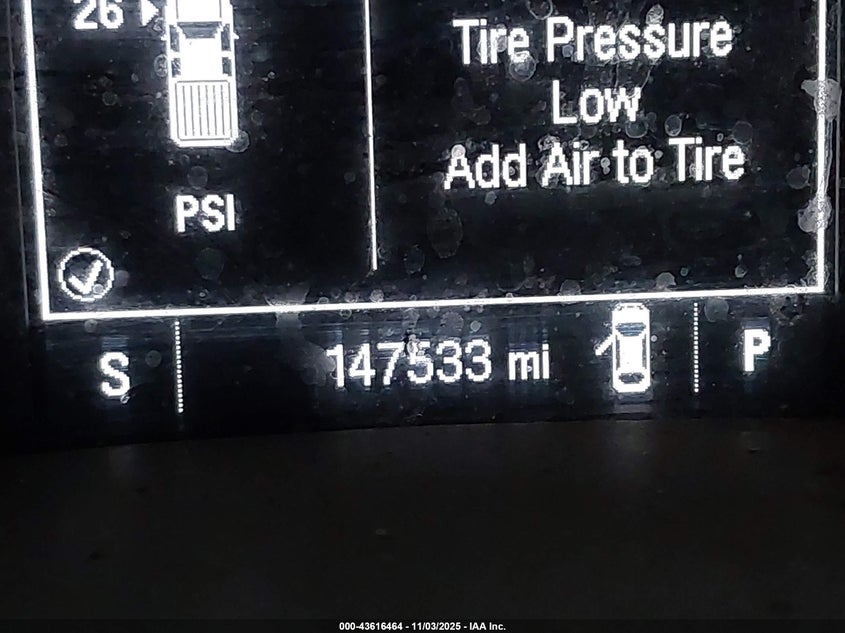 26
Tire Pressure
Low
Add Air to Tire
PSI
S
147533 mi
P
000-43616464 - 11/03/2025 - IAA Inc.